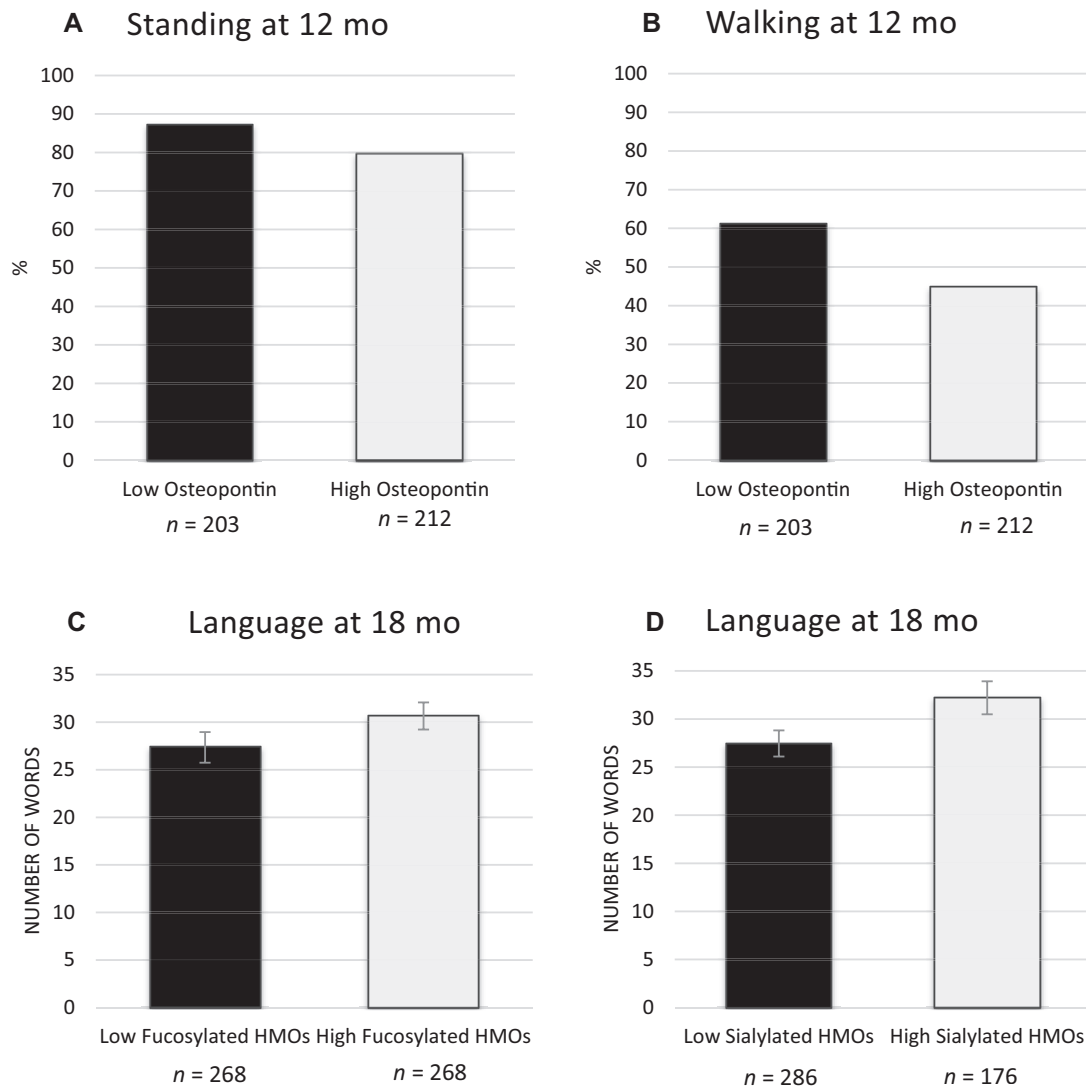 A Standing at 12 mo
100
90
80
70
60
50
40
30
20
10
0
%
Low Osteopontin High Osteopontin
n = 203 n = 212
B Walking at 12 mo
100
90
80
70
60
50
40
30
20
10
0
%
Low Osteopontin High Osteopontin
n = 203 n = 212
C Language at 18 mo
35
30
25
20
15
10
5
0
NUMBER OF WORDS
Low Fucosylated HMOs High Fucosylated HMOs
n = 268 n = 268
D Language at 18 mo
35
30
25
20
15
10
5
0
NUMBER OF WORDS
Low Sialylated HMOs High Sialylated HMOs
n = 286 n = 176